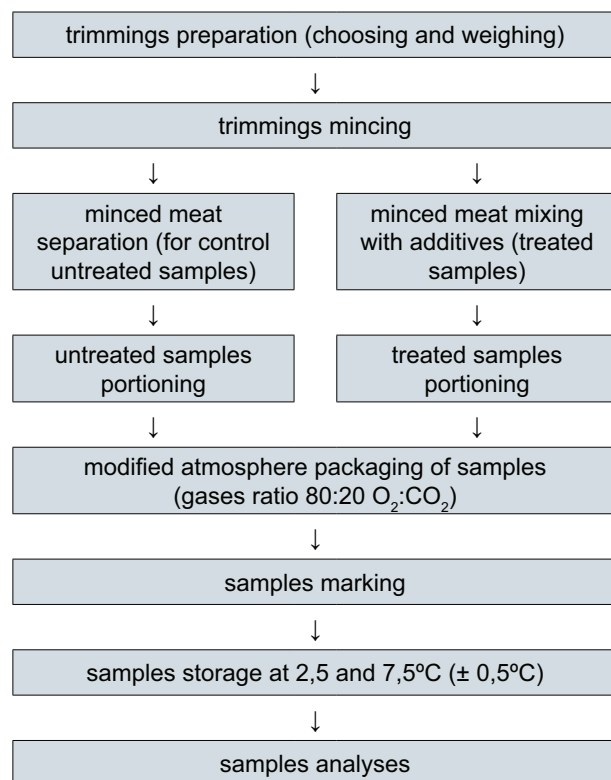 trimmings preparation (choosing and weighing)
↓
trimmings mincing
↓ ↓
minced meat
separation (for control
untreated samples)
minced meat mixing
with additives (treated
samples)
↓ ↓
untreated samples
portioning
treated samples
portioning
↓ ↓
modified atmosphere packaging of samples
(gases ratio 80:20 O₂:CO₂)
↓
samples marking
↓
samples storage at 2,5 and 7,5ºC (± 0,5ºC)
↓
samples analyses